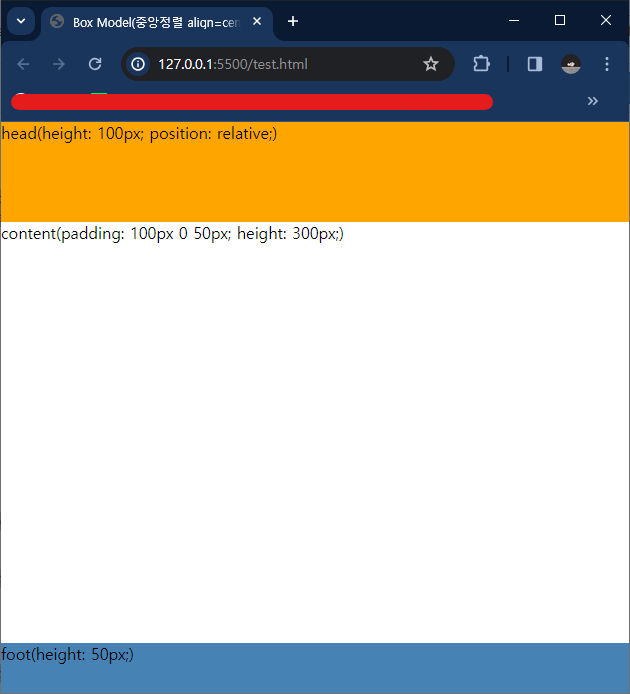 Box Model(중앙정렬 align=cen
127.0.0.1:5500/test.html
head(height: 100px; position: relative;)
content(padding: 100px 0 50px; height: 300px;)
foot(height: 50px;)